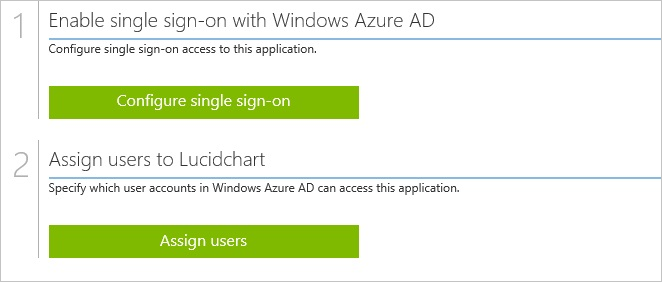 1
Enable single sign-on with Windows Azure AD
Configure single sign-on access to this application.
Configure single sign-on
2
Assign users to Lucidchart
Specify which user accounts in Windows Azure AD can access this application.
Assign users